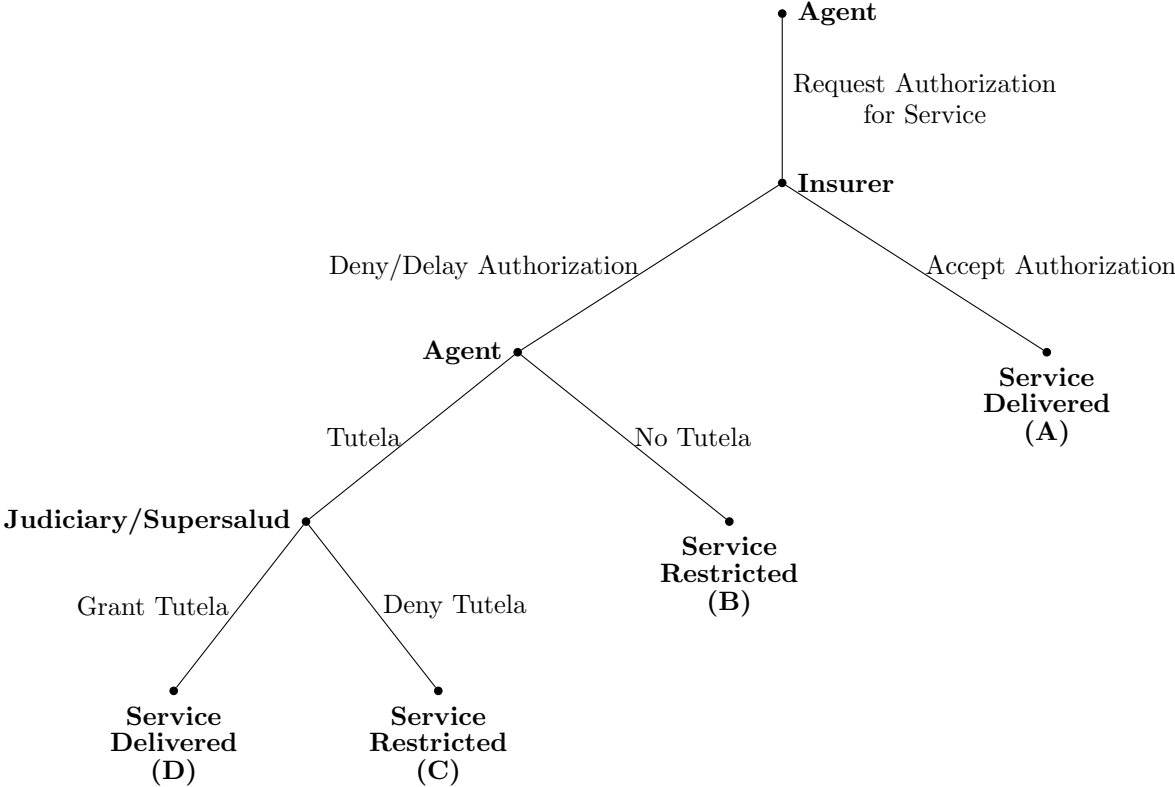 Agent
Request Authorization
for Service
Insurer
Deny/Delay Authorization
Accept Authorization
Agent
Service
Delivered
(A)
Tutela
No Tutela
Judiciary/Supersalud
Service
Restricted
(B)
Grant Tutela
Deny Tutela
Service
Delivered
(D)
Service
Restricted
(C)